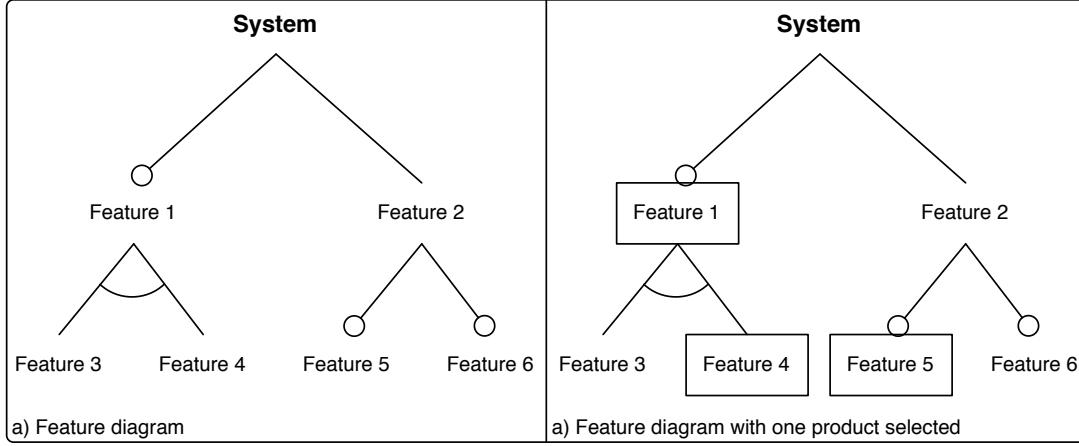 System
Feature 1
Feature 2
Feature 3
Feature 4
Feature 5
Feature 6
a) Feature diagram
System
Feature 1
Feature 2
Feature 3
Feature 4
Feature 5
Feature 6
a) Feature diagram with one product selected